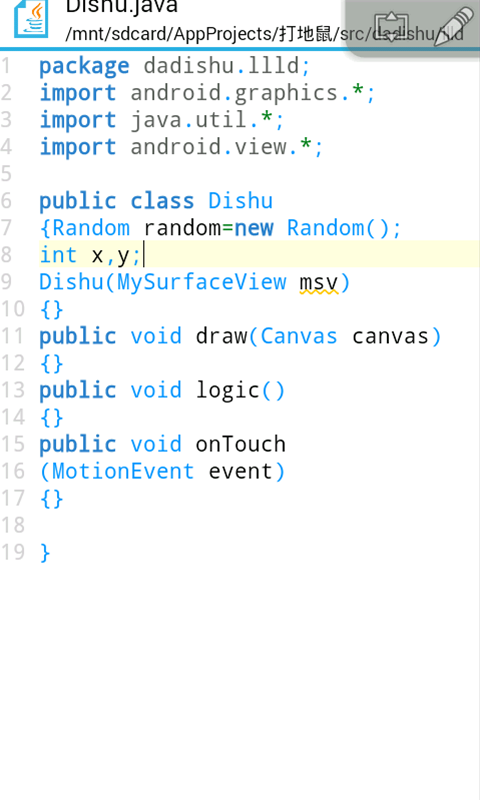 Dishu.java
/mnt/sdcard/AppProjects/打地鼠/src/dadishu/llld
1 package dadishu.llld;
2 import android.graphics.*;
3 import java.util.*;
4 import android.view.*;
5
6 public class Dishu
7 {Random random=new Random();
8 int x,y;
9 Dishu(MySurfaceView msv)
10 {}
11 public void draw(Canvas canvas)
12 {}
13 public void logic()
14 {}
15 public void onTouch
16 (MotionEvent event)
17 {}
18
19 }